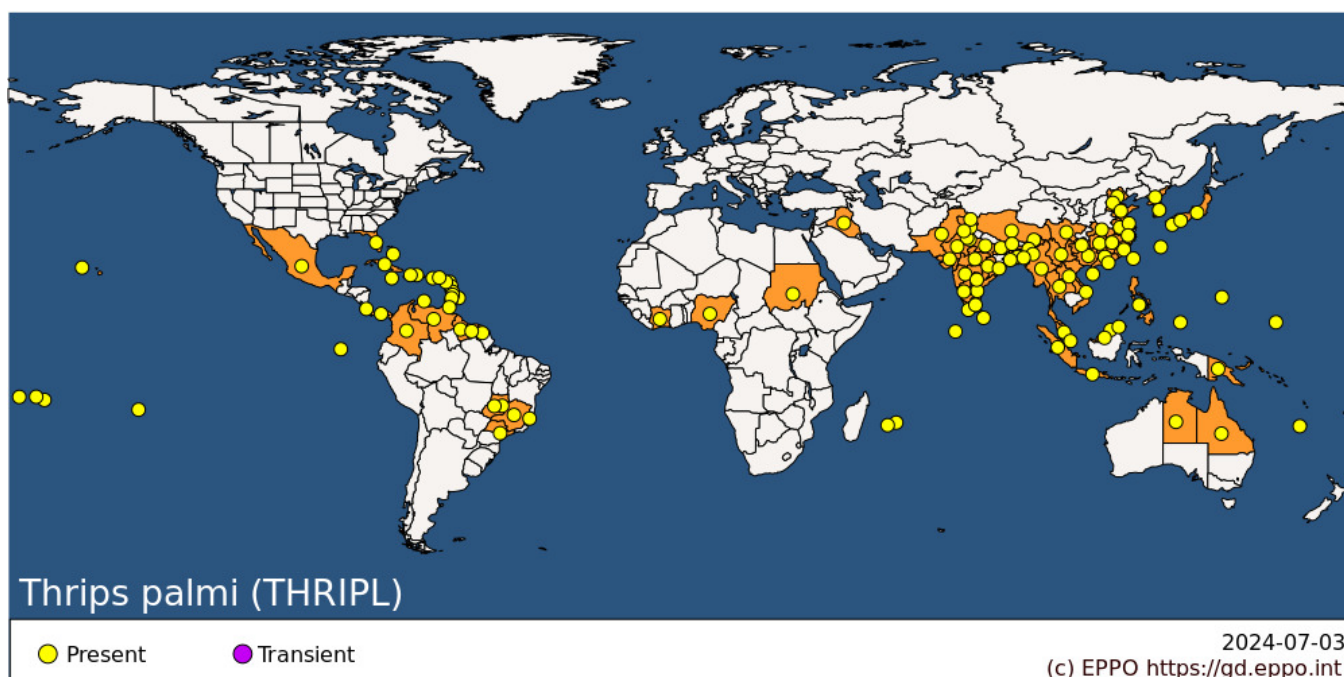 Thrips palmi (THRIPL)
Present
Transient
2024-07-03
(c) EPPO https://gd.eppo.int